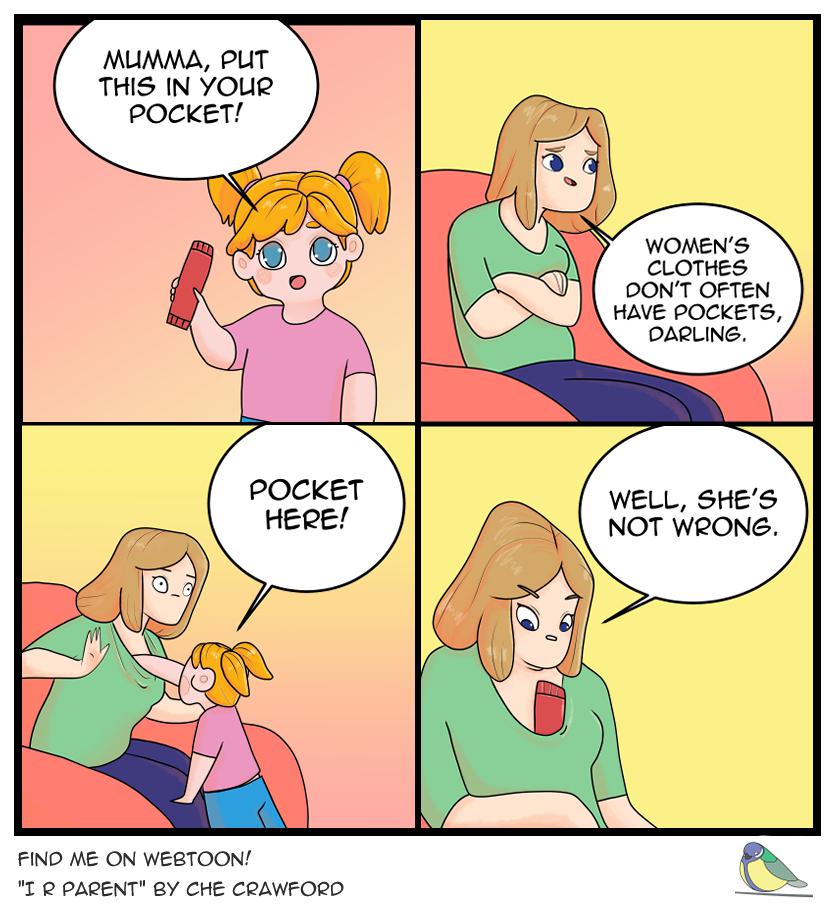 MUMMA, PUT
THIS IN YOUR
POCKET!
WOMEN'S
CLOTHES
DON'T OFTEN
HAVE POCKETS,
DARLING.
POCKET
HERE!
WELL, SHE'S
NOT WRONG.
FIND ME ON WEBTOON!
"I R PARENT" BY CHE CRAWFORD